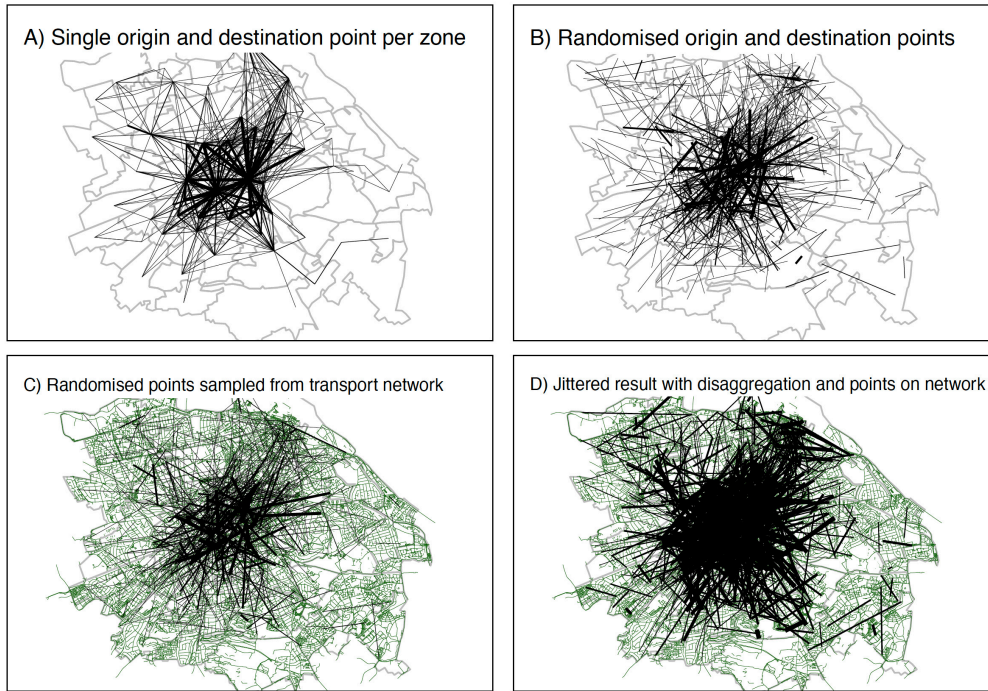 A) Single origin and destination point per zone
B) Randomised origin and destination points
C) Randomised points sampled from transport network
D) Jittered result with disaggregation and points on network